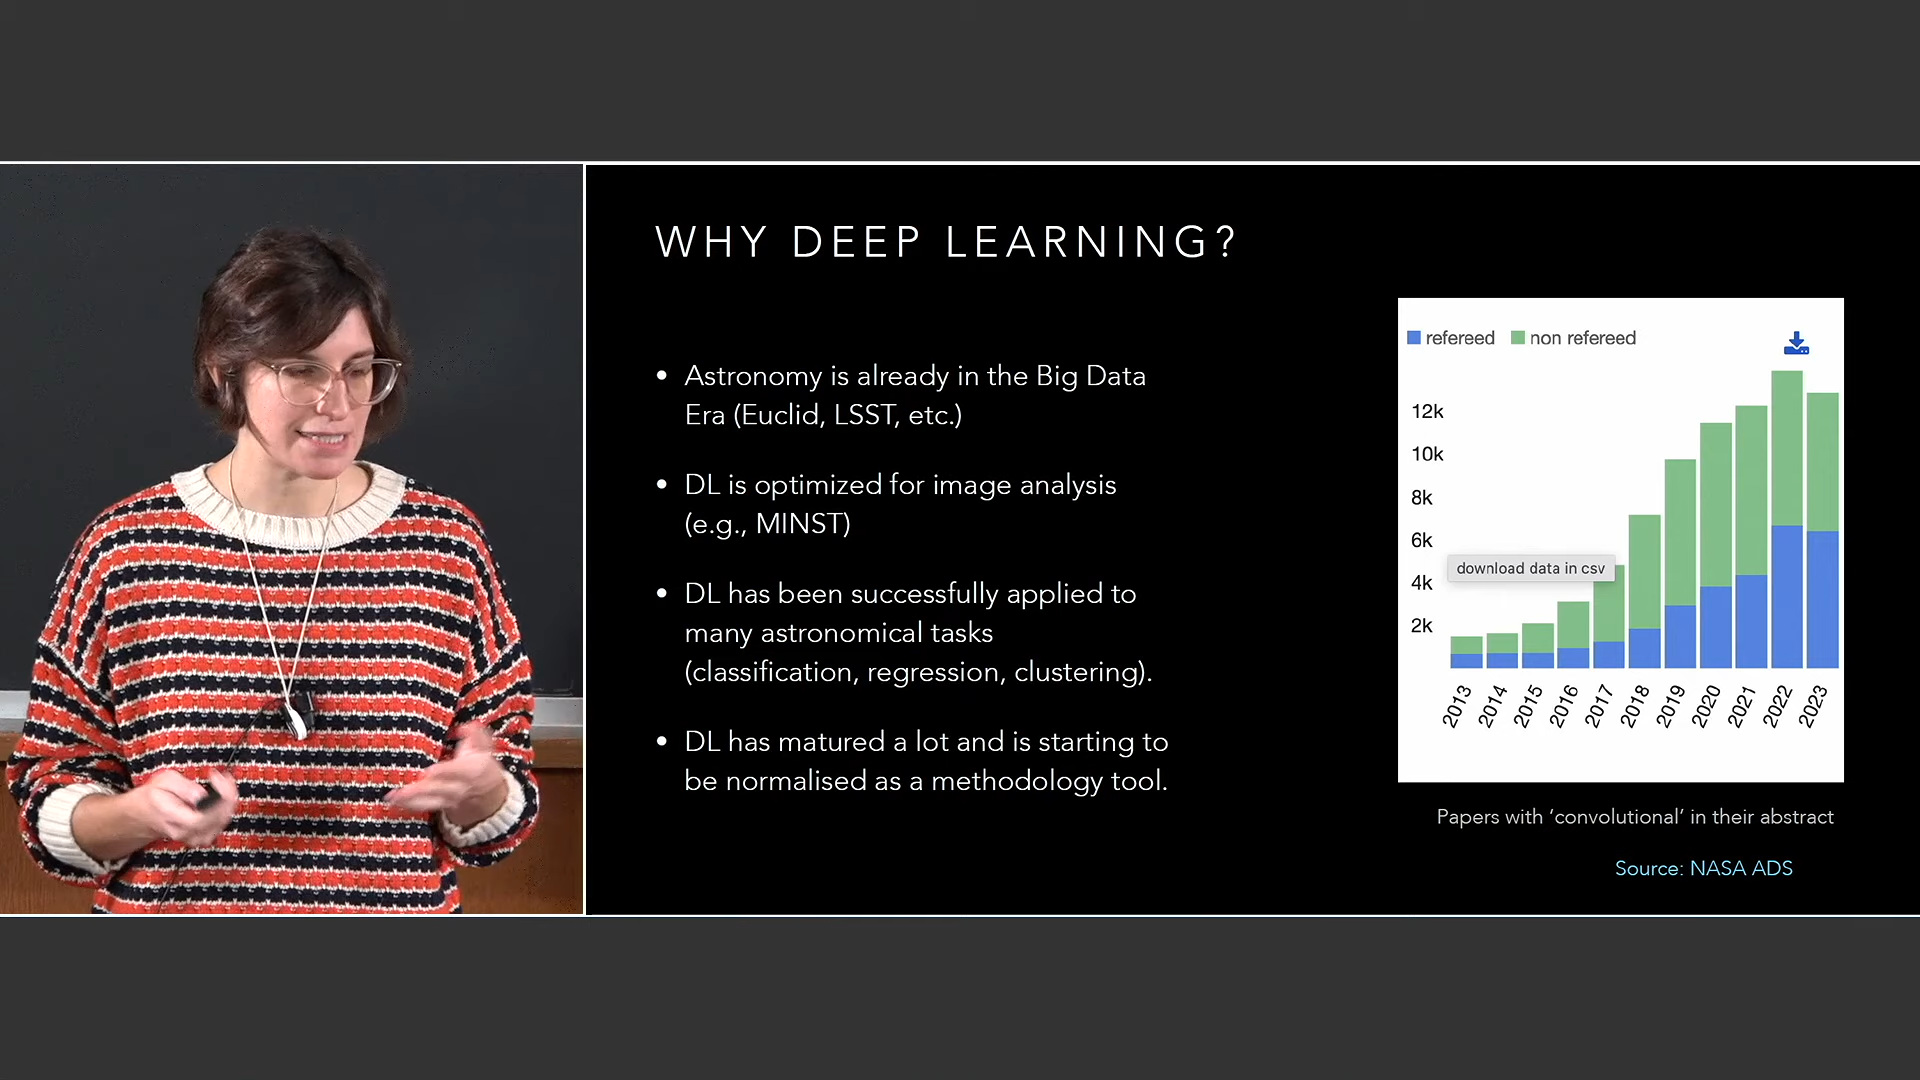 WHY DEEP LEARNING?
• Astronomy is already in the Big Data
Era (Euclid, LSST, etc.)
• DL is optimized for image analysis
(e.g., MINST)
• DL has been successfully applied to
many astronomical tasks
(classification, regression, clustering).
• DL has matured a lot and is starting to
be normalised as a methodology tool.
refereed non refereed
12k
10k
8k
6k
download data in csv
4k
2k
2013 2014 2015 2016 2017 2018 2019 2020 2021 2022 2023
Papers with ‘convolutional’ in their abstract
Source: NASA ADS